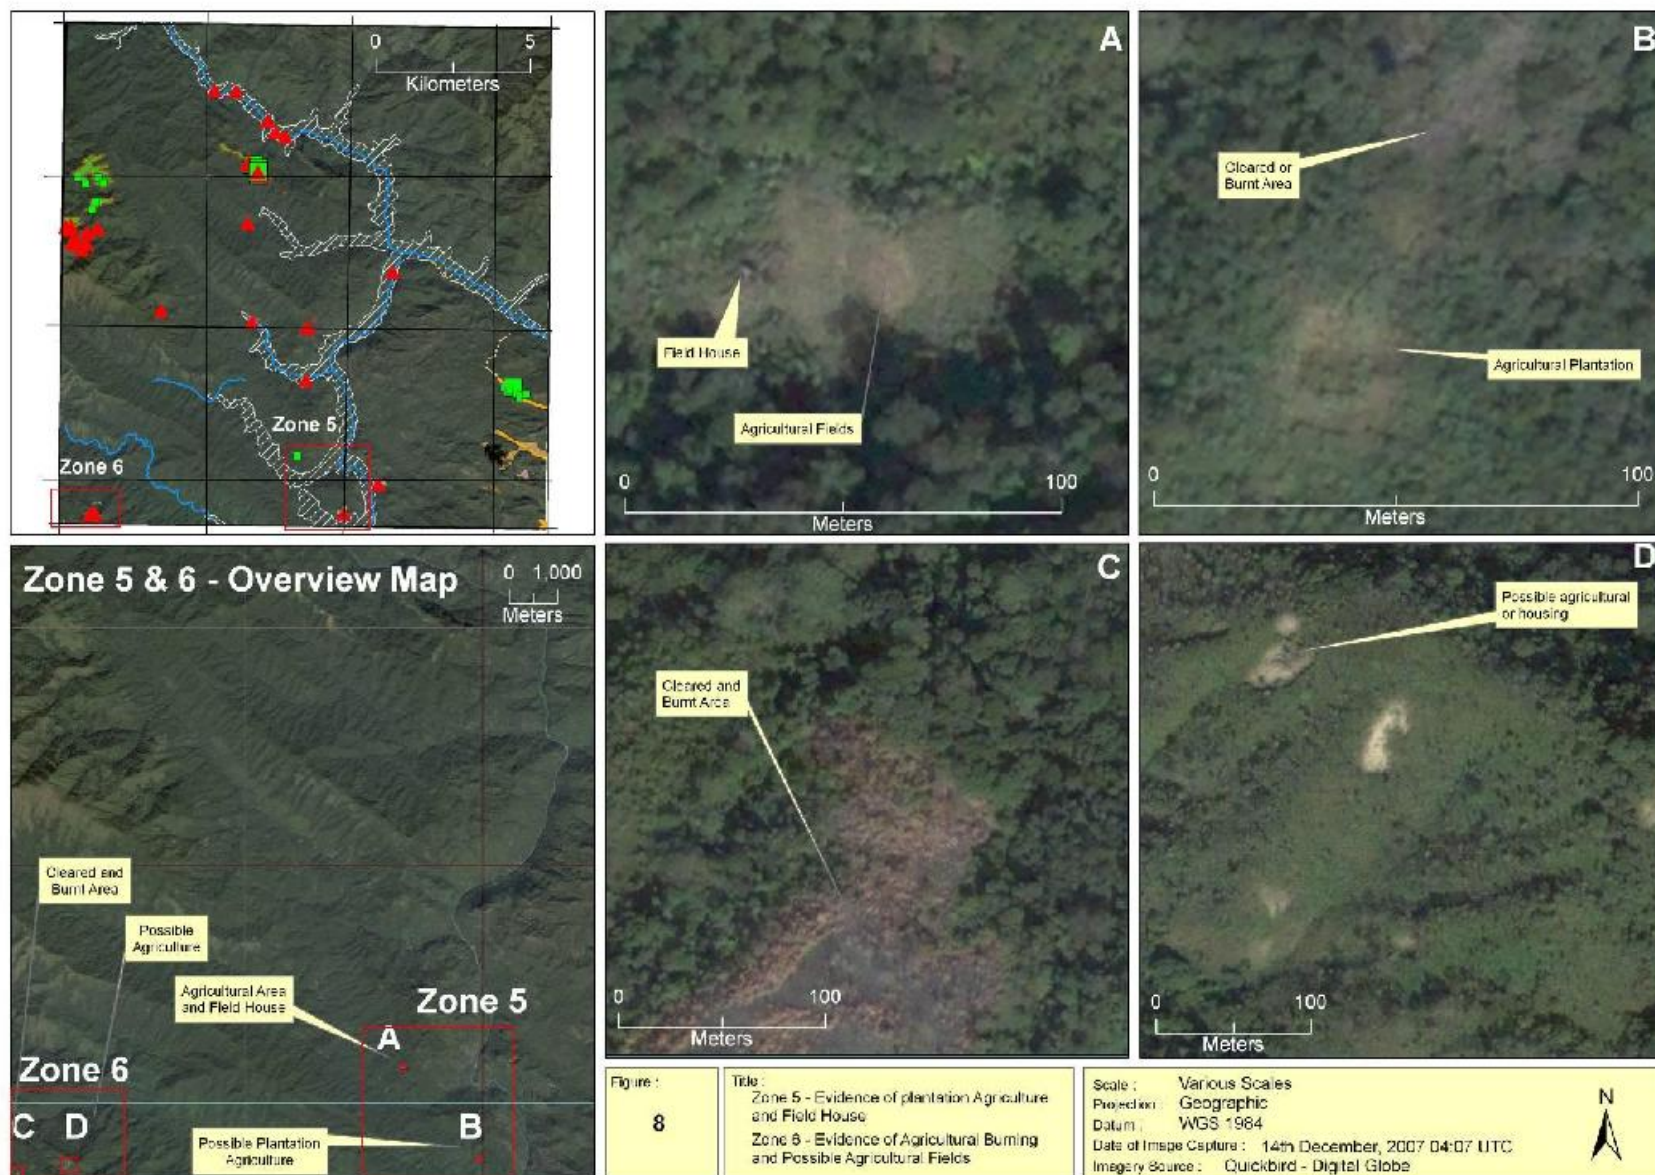 0 5
Kilometers
Zone 5
Zone 6
A
Field House
Agricultural Fields
0 100
Meters
B
Cleared or
Burnt Area
Agricultural Plantation
0 100
Meters
Zone 5 & 6 - Overview Map
0 1,000
Meters
Cleared and
Burnt Area
Possible
Agriculture
Agricultural Area
and Field House
Zone 5
A
Zone 6
C D
Possible Plantation
Agriculture
B
C
Cleared and
Burnt Area
0 100
Meters
D
Possible agricultural
or housing
0 100
Meters
Figure :
8
Title :
Zone 5 - Evidence of plantation Agriculture
and Field House
Zone 6 - Evidence of Agricultural Burning
and Possible Agricultural Fields
Scale : Various Scales
Projection : Geographic
Datum : WGS 1984
Date of Image Capture : 14th December, 2007 04:07 UTC
Imagery Source : Quickbird - Digital Globe
N